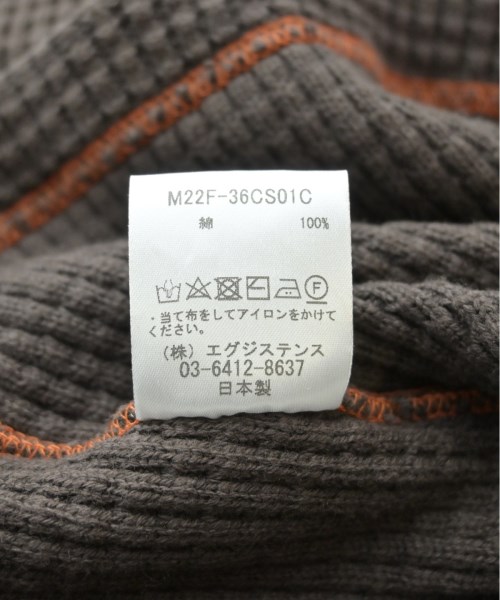 M22F-36CS01C
綿 100%
・当て布をしてアイロンをかけて
ください。
(株) エグジステンス
03-6412-8637
日本製